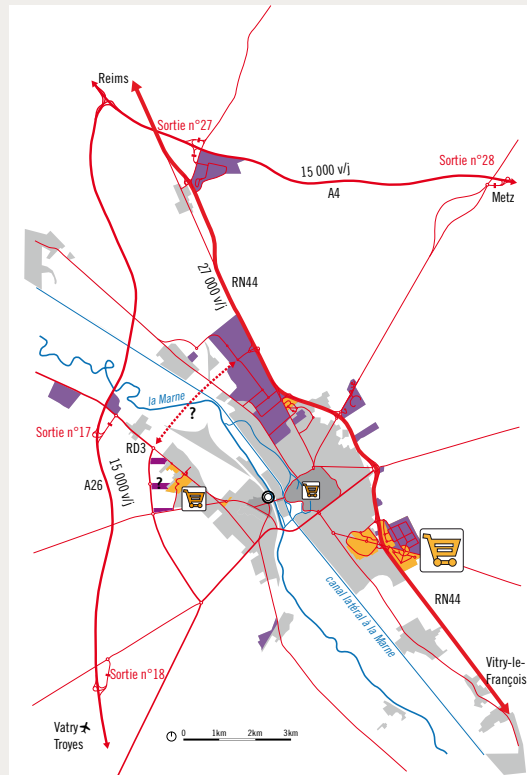 Reims
Sortie n°27
15 000 v/j
A4
Sortie n°28
Metz
27 000 v/j
RN44
la Marne
?
Sortie n°17
RD3
A26
15 000 v/j
?
canal latéral à la Marne
RN44
Vitry-le-
François
Sortie n°18
Vatry
Troyes
0 1km 2km 3km